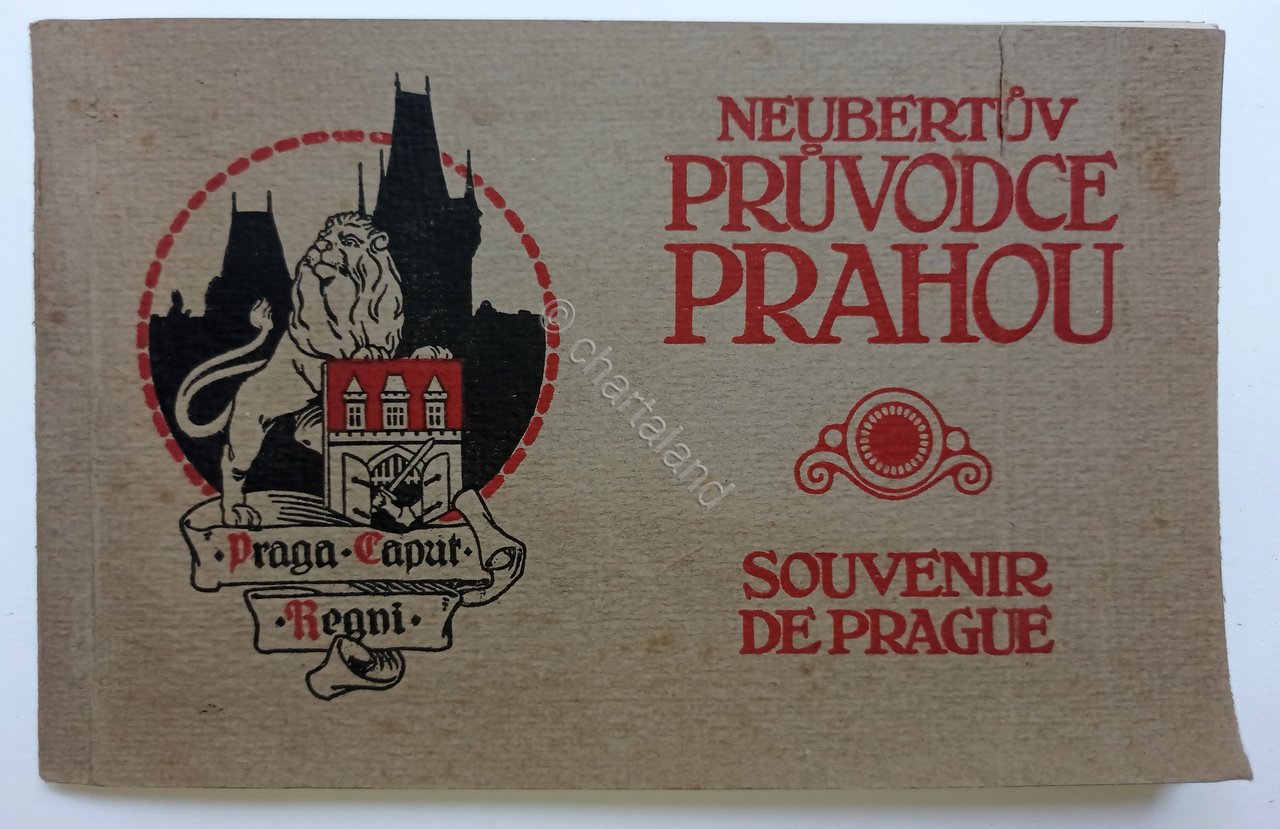 NEUBERTŮV
PRŮVODCE
PRAHOU
·Praga·Caput·
·Regni·
SOUVENIR
DE PRAGUE
© chartaland